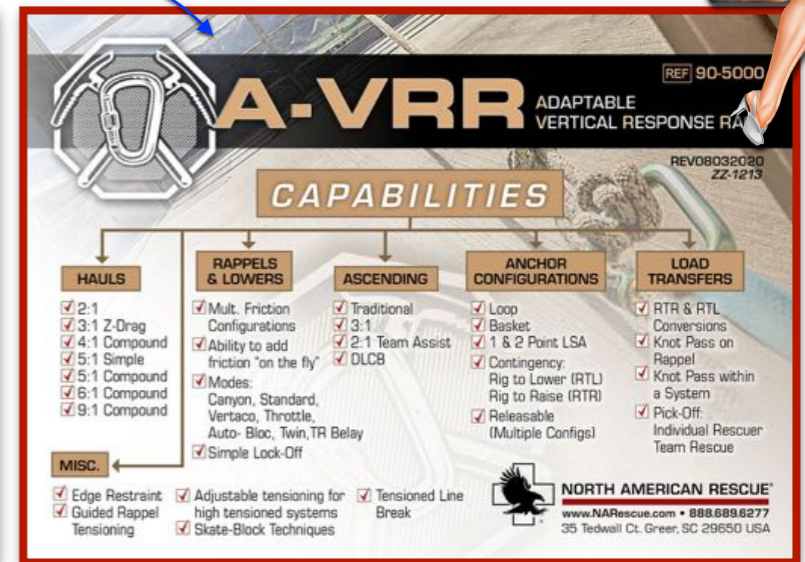 REF 90-5000
A-VRR
ADAPTABLE
VERTICAL RESPONSE
REV08032020
ZZ-1213
CAPABILITIES
HAULS
2:1
3:1 Z-Drag
4:1 Compound
5:1 Simple
5:1 Compound
6:1 Compound
9:1 Compound
RAPPELS
& LOWERS
Mult. Friction
Configurations
Ability to add
friction "on the fly"
Modes:
Canyon, Standard,
Vertaco, Throttle,
Auto- Bloc, Twin,TR Belay
Simple Lock-Off
ASCENDING
Traditional
3:1
2:1 Team Assist
DLCB
ANCHOR
CONFIGURATIONS
Loop
Basket
1 & 2 Point LSA
Contingency:
Rig to Lower (RTL)
Rig to Raise (RTR)
Releasable
(Multiple Configs)
LOAD
TRANSFERS
RTR & RTL
Conversions
Knot Pass on
Rappel
Knot Pass within
a System
Pick-Off:
Individual Rescuer
Team Rescue
MISC.
Edge Restraint
Guided Rappel
Tensioning
Adjustable tensioning for
high tensioned systems
Skate-Block Techniques
Tensioned Line
Break
NORTH AMERICAN RESCUE®
www.NARescue.com • 888.689.6277
35 Tedwall Ct. Greer, SC 29650 USA